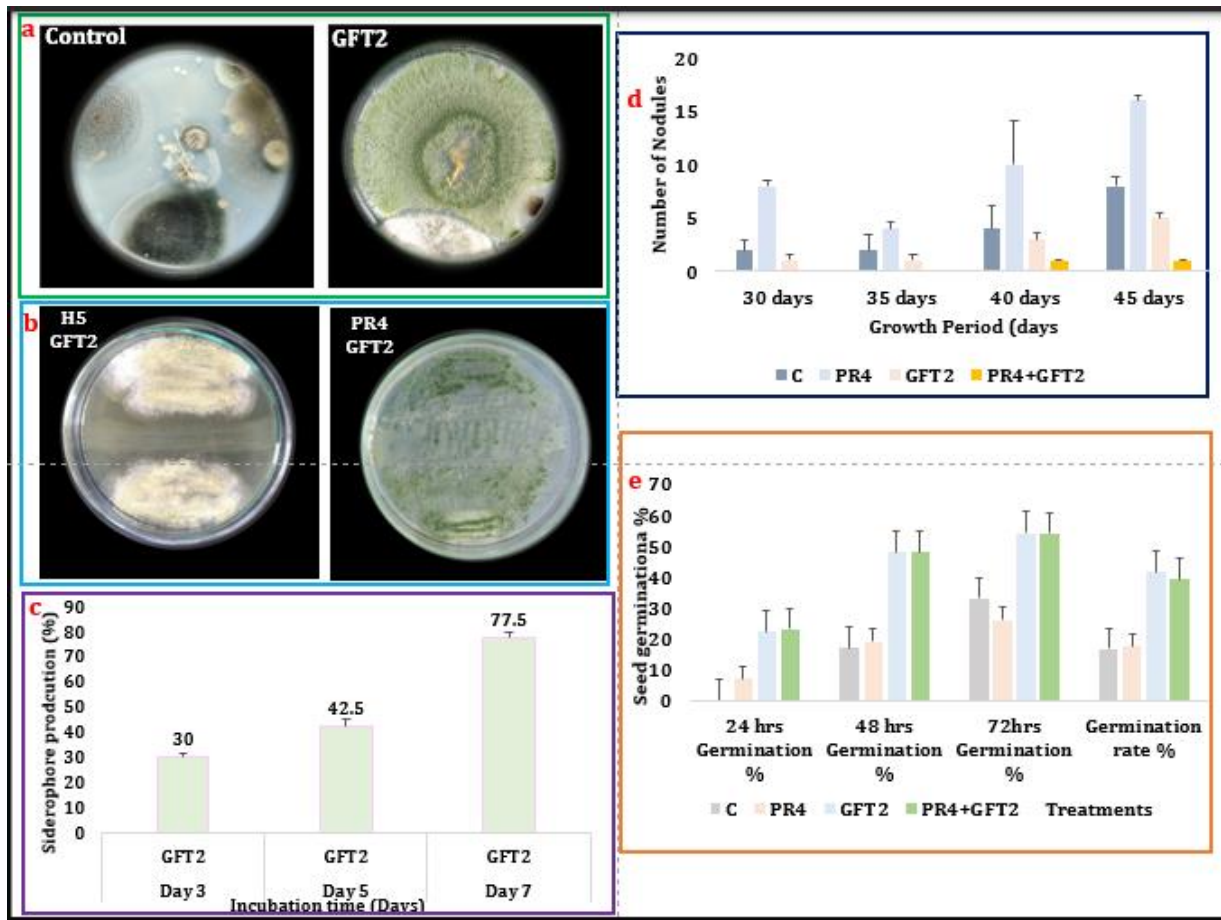 a
Control
GFT2
b
H5
GFT2
PR4
GFT2
c
Siderophore prodcution (%)
90
80
70
60
50
40
30
20
10
0
30
42.5
77.5
GFT2
GFT2
GFT2
Day 3
Day 5
Day 7
Incubation time (Days)
d
Number of Nodules
20
15
10
5
0
30 days
35 days
40 days
45 days
Growth Period (days
C
PR4
GFT2
PR4+GFT2
e
Seed germinationa %
70
60
50
40
30
20
10
0
24 hrs
Germination
%
48 hrs
Germination
%
72hrs
Germination
%
Germination
rate %
C
PR4
GFT2
PR4+GFT2
Treatments